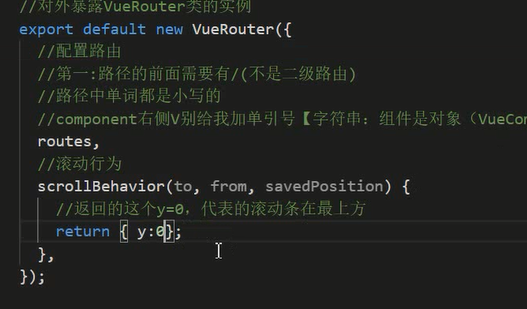 //对外暴露VueRouter类的实例
export default new VueRouter({
//配置路由
//第一:路径的前面需要有/(不是二级路由)
//路径中单词都是小写的
//component右侧V别给我加单引号【字符串：组件是对象（VueCon
routes,
//滚动行为
scrollBehavior(to, from, savedPosition) {
//返回的这个y=0，代表的滚动条在最上方
return { y:0};
},
});